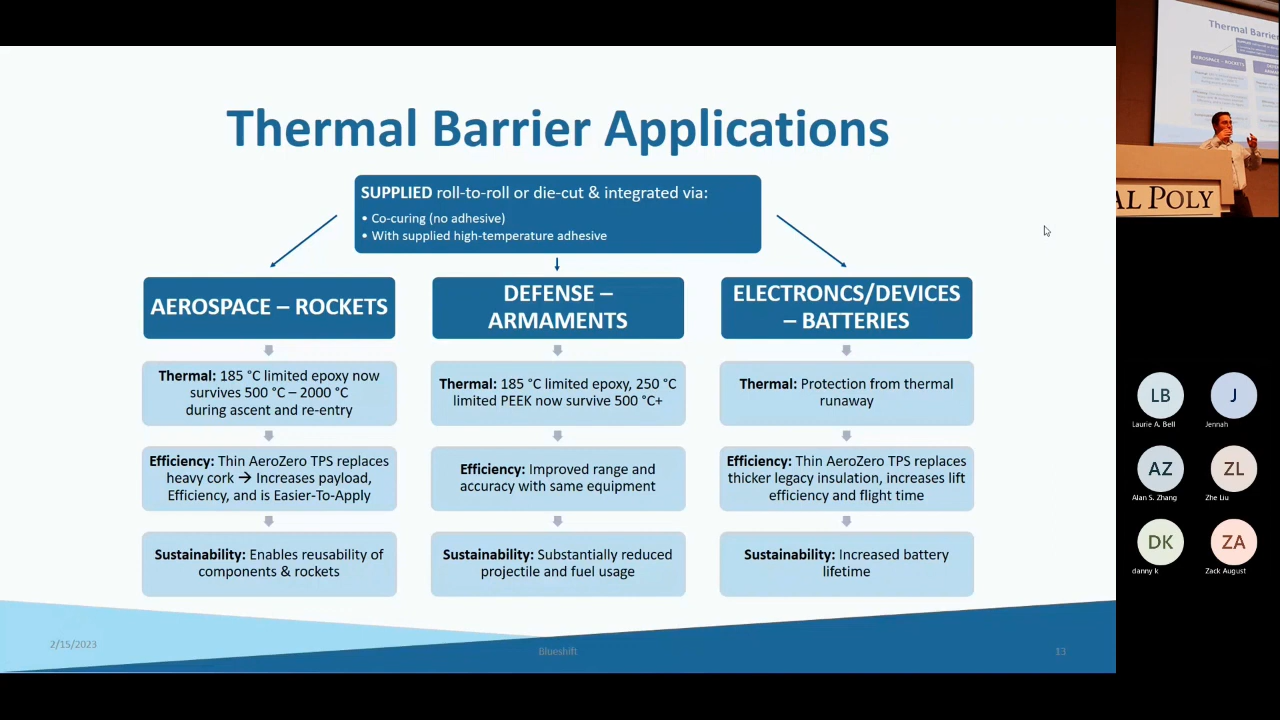 Thermal Barrier Applications
SUPPLIED roll-to-roll or die-cut & integrated via:
• Co-curing (no adhesive)
• With supplied high-temperature adhesive
AEROSPACE – ROCKETS
Thermal: 185 °C limited epoxy now
survives 500 °C – 2000 °C
during ascent and re-entry
Efficiency: Thin AeroZero TPS replaces
heavy cork → Increases payload,
Efficiency, and is Easier-To-Apply
Sustainability: Enables reusability of
components & rockets
DEFENSE –
ARMAMENTS
Thermal: 185 °C limited epoxy, 250 °C
limited PEEK now survive 500 °C+
Efficiency: Improved range and
accuracy with same equipment
Sustainability: Substantially reduced
projectile and fuel usage
ELECTRONCS/DEVICES
– BATTERIES
Thermal: Protection from thermal
runaway
Efficiency: Thin AeroZero TPS replaces
thicker legacy insulation, increases lift
efficiency and flight time
Sustainability: Increased battery
lifetime
2/15/2023
Blueshift
13
Thermal Barrier
AEROSPACE – ROCKETS
AL POLY
LB
Laurie A. Bell
J
Jennah
AZ
Alan S. Zhang
ZL
Zhe Liu
DK
danny k
ZA
Zack August